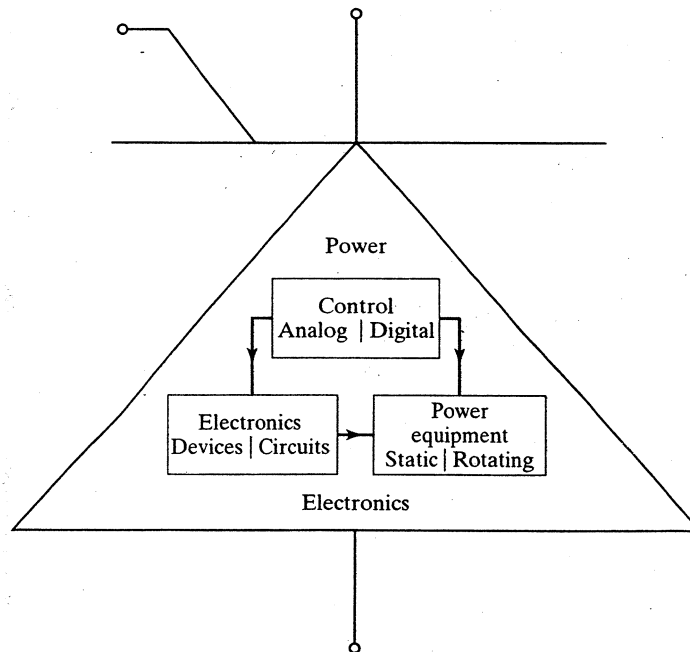 Power
Control
Analog | Digital
Electronics
Devices | Circuits
Power
equipment
Static | Rotating
Electronics